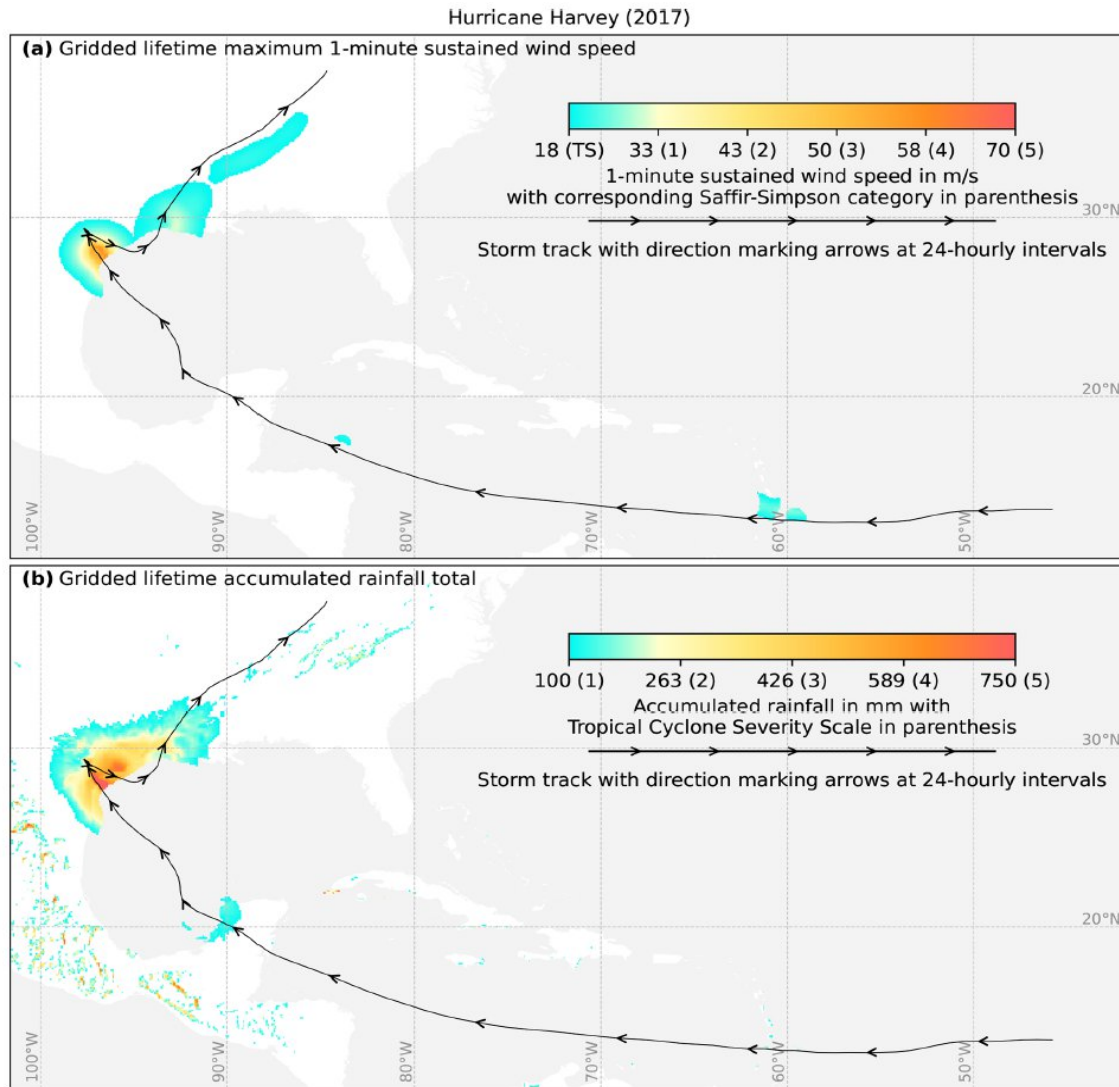 Hurricane Harvey (2017)
(a) Gridded lifetime maximum 1-minute sustained wind speed
18 (TS) 33 (1) 43 (2) 50 (3) 58 (4) 70 (5)
1-minute sustained wind speed in m/s
with corresponding Saffir-Simpson category in parenthesis
30°N
Storm track with direction marking arrows at 24-hourly intervals
20°N
100°W 90°W 80°W 70°W 60°W 50°W
(b) Gridded lifetime accumulated rainfall total
100 (1) 263 (2) 426 (3) 589 (4) 750 (5)
Accumulated rainfall in mm with
Tropical Cyclone Severity Scale in parenthesis
30°N
Storm track with direction marking arrows at 24-hourly intervals
20°N
100°W 90°W 80°W 70°W 60°W 50°W